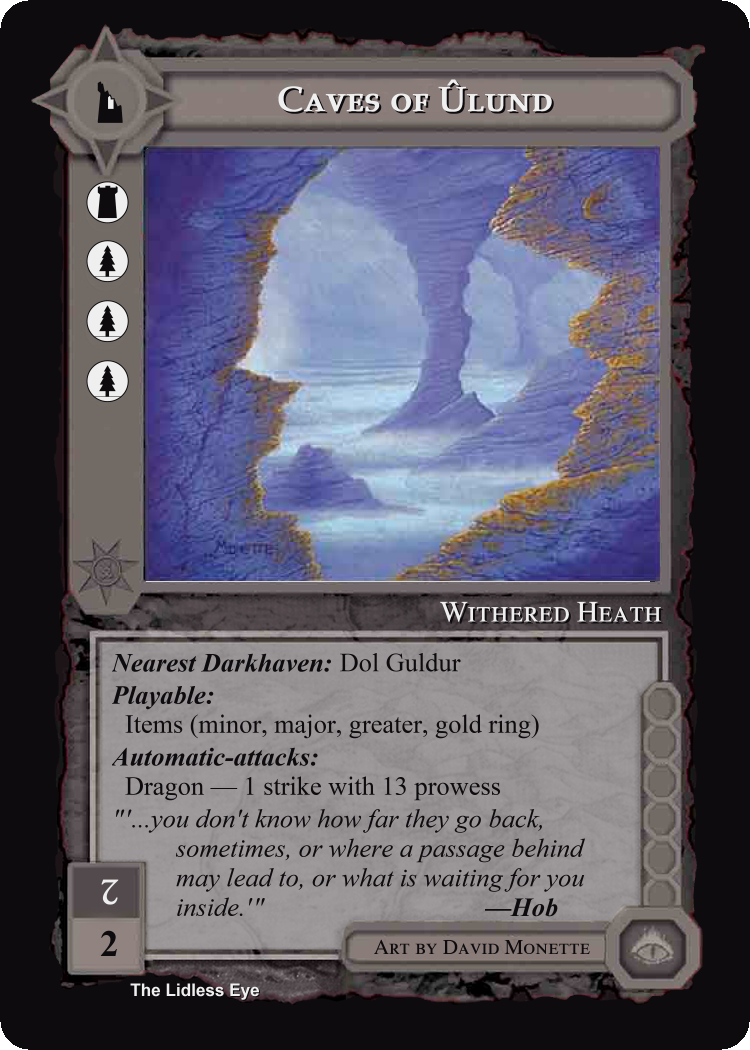 CAVES OF ÛLUND
MONETTE
WITHERED HEATH
Nearest Darkhaven: Dol Guldur
Playable:
Items (minor, major, greater, gold ring)
Automatic-attacks:
Dragon — 1 strike with 13 prowess
"'...you don't know how far they go back,
sometimes, or where a passage behind
may lead to, or what is waiting for you
inside.'" —Hob
2
2
ART BY DAVID MONETTE
The Lidless Eye